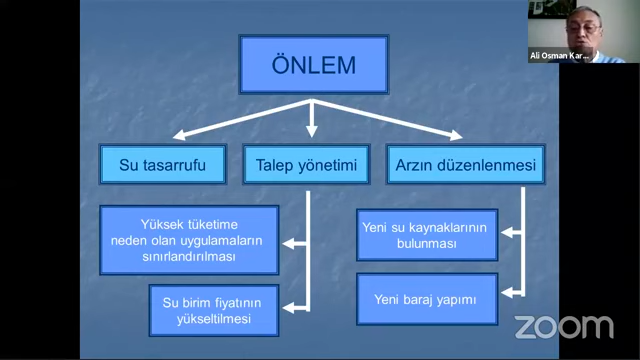 ÖNLEM
Su tasarrufu
Talep yönetimi
Arzın düzenlenmesi
Yüksek tüketime
neden olan uygulamaların
sınırlandırılması
Su birim fiyatının
yükseltilmesi
Yeni su kaynaklarının
bulunması
Yeni baraj yapımı
Ali Osman Kar...
zoom